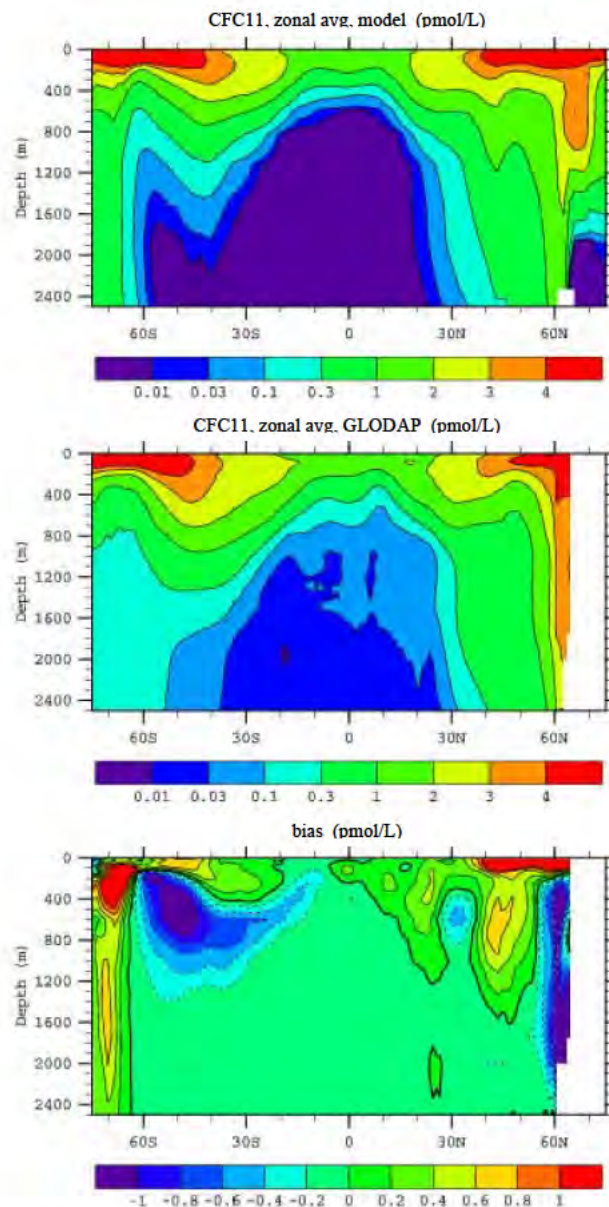 CFC11, zonal avg, model (pmol/L)
0
400
800
1200
1600
2000
2400
Depth (m)
60S 30S 0 30N 60N
0.01 0.03 0.1 0.3 1 2 3 4
CFC11, zonal avg, GLODAP (pmol/L)
0
400
800
1200
1600
2000
2400
Depth (m)
60S 30S 0 30N 60N
0.01 0.03 0.1 0.3 1 2 3 4
bias (pmol/L)
0
400
800
1200
1600
2000
2400
Depth (m)
60S 30S 0 30N 60N
-1 -0.8 -0.6 -0.4 -0.2 0 0.2 0.4 0.6 0.8 1